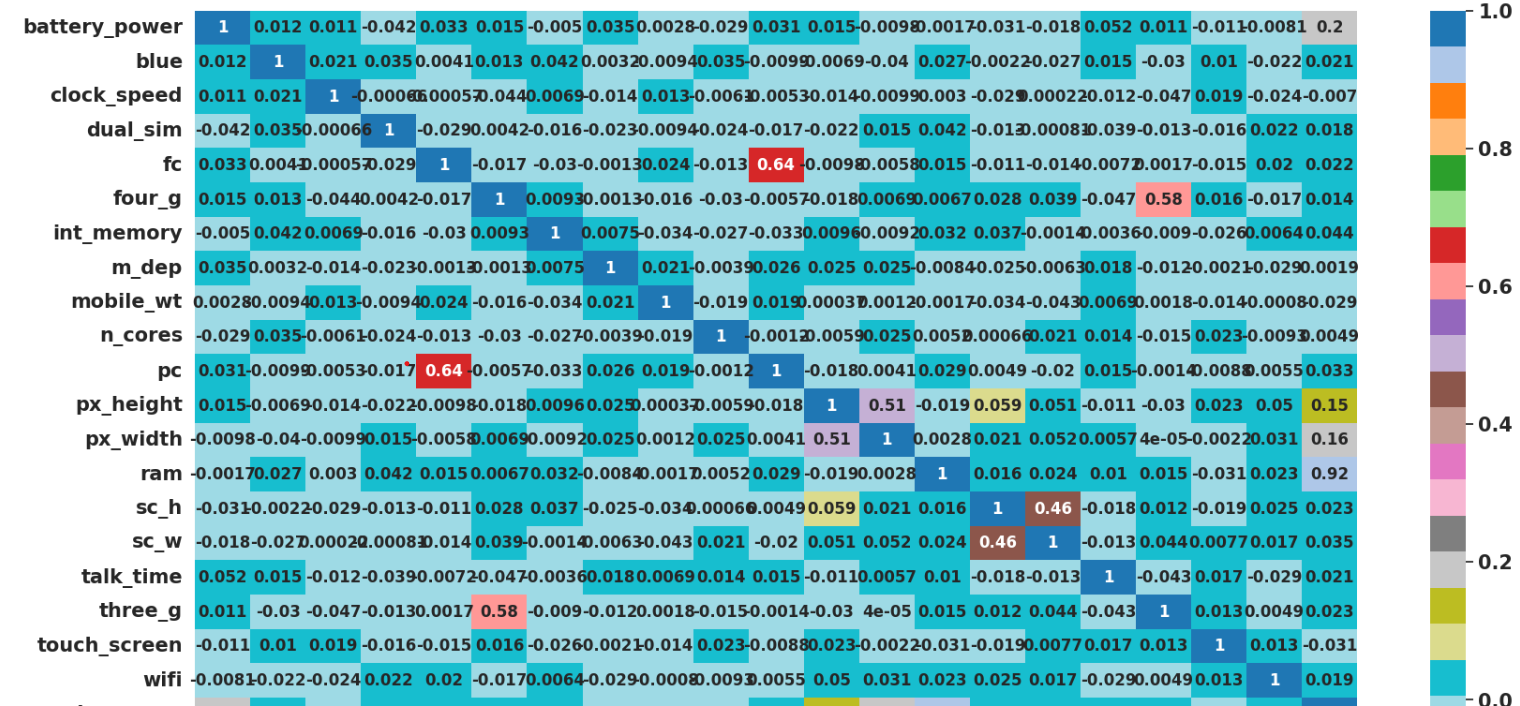 battery_power 1 0.012 0.011 -0.042 0.033 0.015 -0.005 0.035 0.0028 -0.029 0.031 0.015 -0.0098 -0.0017 -0.031 -0.018 0.052 0.011 -0.011 -0.0081 0.2 1.0
blue 0.012 1 0.021 0.035 0.0041 0.013 0.042 0.0032 -0.0094 0.035 -0.0099 -0.0069 -0.04 0.027 -0.0022 -0.027 0.015 -0.03 0.01 -0.022 0.021
clock_speed 0.011 0.021 1 -0.00066 -0.00057 -0.044 0.0069 -0.014 0.013 -0.0061 -0.0053 -0.014 -0.0099 0.003 -0.029 0.00022 -0.012 -0.047 0.019 -0.024 -0.007
dual_sim -0.042 0.035 -0.00066 1 -0.029 0.0042 -0.016 -0.023 -0.0094 -0.024 -0.017 -0.022 0.015 0.042 -0.013 -0.00081 -0.039 -0.013 -0.016 0.022 0.018
fc 0.033 0.0041 -0.00057 -0.029 1 -0.017 -0.03 -0.0013 0.024 -0.013 0.64 -0.0098 -0.0058 0.015 -0.011 -0.014 -0.0072 0.0017 -0.015 0.02 0.022 0.8
four_g 0.015 0.013 -0.044 0.0042 -0.017 1 0.0093 -0.0013 -0.016 -0.03 -0.0057 -0.018 0.0069 0.0067 0.028 0.039 -0.047 0.58 0.016 -0.017 0.014
int_memory -0.005 0.042 0.0069 -0.016 -0.03 0.0093 1 0.0075 -0.034 -0.027 -0.033 0.0096 -0.0092 0.032 0.037 -0.0014 -0.0036 -0.009 -0.026 0.0064 0.044
m_dep 0.035 0.0032 -0.014 -0.023 -0.0013 -0.0013 0.0075 1 0.021 -0.0039 0.026 0.025 0.025 -0.0084 -0.025 -0.0063 0.018 -0.012 -0.0021 -0.029 0.0019
mobile_wt 0.0028 -0.0094 0.013 -0.0094 0.024 -0.016 -0.034 0.021 1 -0.019 0.019 0.00037 0.0012 -0.0017 -0.034 -0.043 0.0069 0.0018 -0.014 -0.0008 -0.029 0.6
n_cores -0.029 0.035 -0.0061 -0.024 -0.013 -0.03 -0.027 -0.0039 -0.019 1 -0.0012 -0.0059 0.025 0.0052 0.00066 0.021 0.014 -0.015 0.023 -0.0093 0.0049
pc 0.031 -0.0099 -0.0053 -0.017 0.64 -0.0057 -0.033 0.026 0.019 -0.0012 1 -0.018 0.0041 0.029 0.0049 -0.02 0.015 -0.0014 -0.0088 0.0055 0.033
px_height 0.015 -0.0069 -0.014 -0.022 -0.0098 -0.018 0.0096 0.025 0.00037 -0.0059 -0.018 1 0.51 -0.019 0.059 0.051 -0.011 -0.03 0.023 0.05 0.15
px_width -0.0098 -0.04 -0.0099 0.015 -0.0058 0.0069 -0.0092 0.025 0.0012 0.025 0.0041 0.51 1 0.0028 0.021 0.052 0.0057 4e-05 -0.0022 0.031 0.16 0.4
ram -0.0017 0.027 0.003 0.042 0.015 0.0067 0.032 -0.0084 -0.0017 0.0052 0.029 -0.019 0.0028 1 0.016 0.024 0.01 0.015 -0.031 0.023 0.92
sc_h -0.031 -0.0022 -0.029 -0.013 -0.011 0.028 0.037 -0.025 -0.034 0.00066 0.0049 0.059 0.021 0.016 1 0.46 -0.018 0.012 -0.019 0.025 0.023
sc_w -0.018 -0.027 0.00022 -0.00081 -0.014 0.039 -0.0014 -0.0063 -0.043 0.021 -0.02 0.051 0.052 0.024 0.46 1 -0.013 0.044 0.0077 0.017 0.035
talk_time 0.052 0.015 -0.012 -0.039 -0.0072 -0.047 -0.0036 0.018 0.0069 0.014 0.015 -0.011 0.0057 0.01 -0.018 -0.013 1 -0.043 0.017 -0.029 0.021 0.2
three_g 0.011 -0.03 -0.047 -0.013 0.0017 0.58 -0.009 -0.012 0.0018 -0.015 -0.0014 -0.03 4e-05 0.015 0.012 0.044 -0.043 1 0.013 0.0049 0.023
touch_screen -0.011 0.01 0.019 -0.016 -0.015 0.016 -0.026 -0.0021 -0.014 0.023 -0.0088 0.023 -0.0022 -0.031 -0.019 0.0077 0.017 0.013 1 0.013 -0.031
wifi -0.0081 -0.022 -0.024 0.022 0.02 -0.017 0.0064 -0.029 -0.0008 -0.0093 0.0055 0.05 0.031 0.023 0.025 0.017 -0.029 0.0049 0.013 1 0.019
0.0